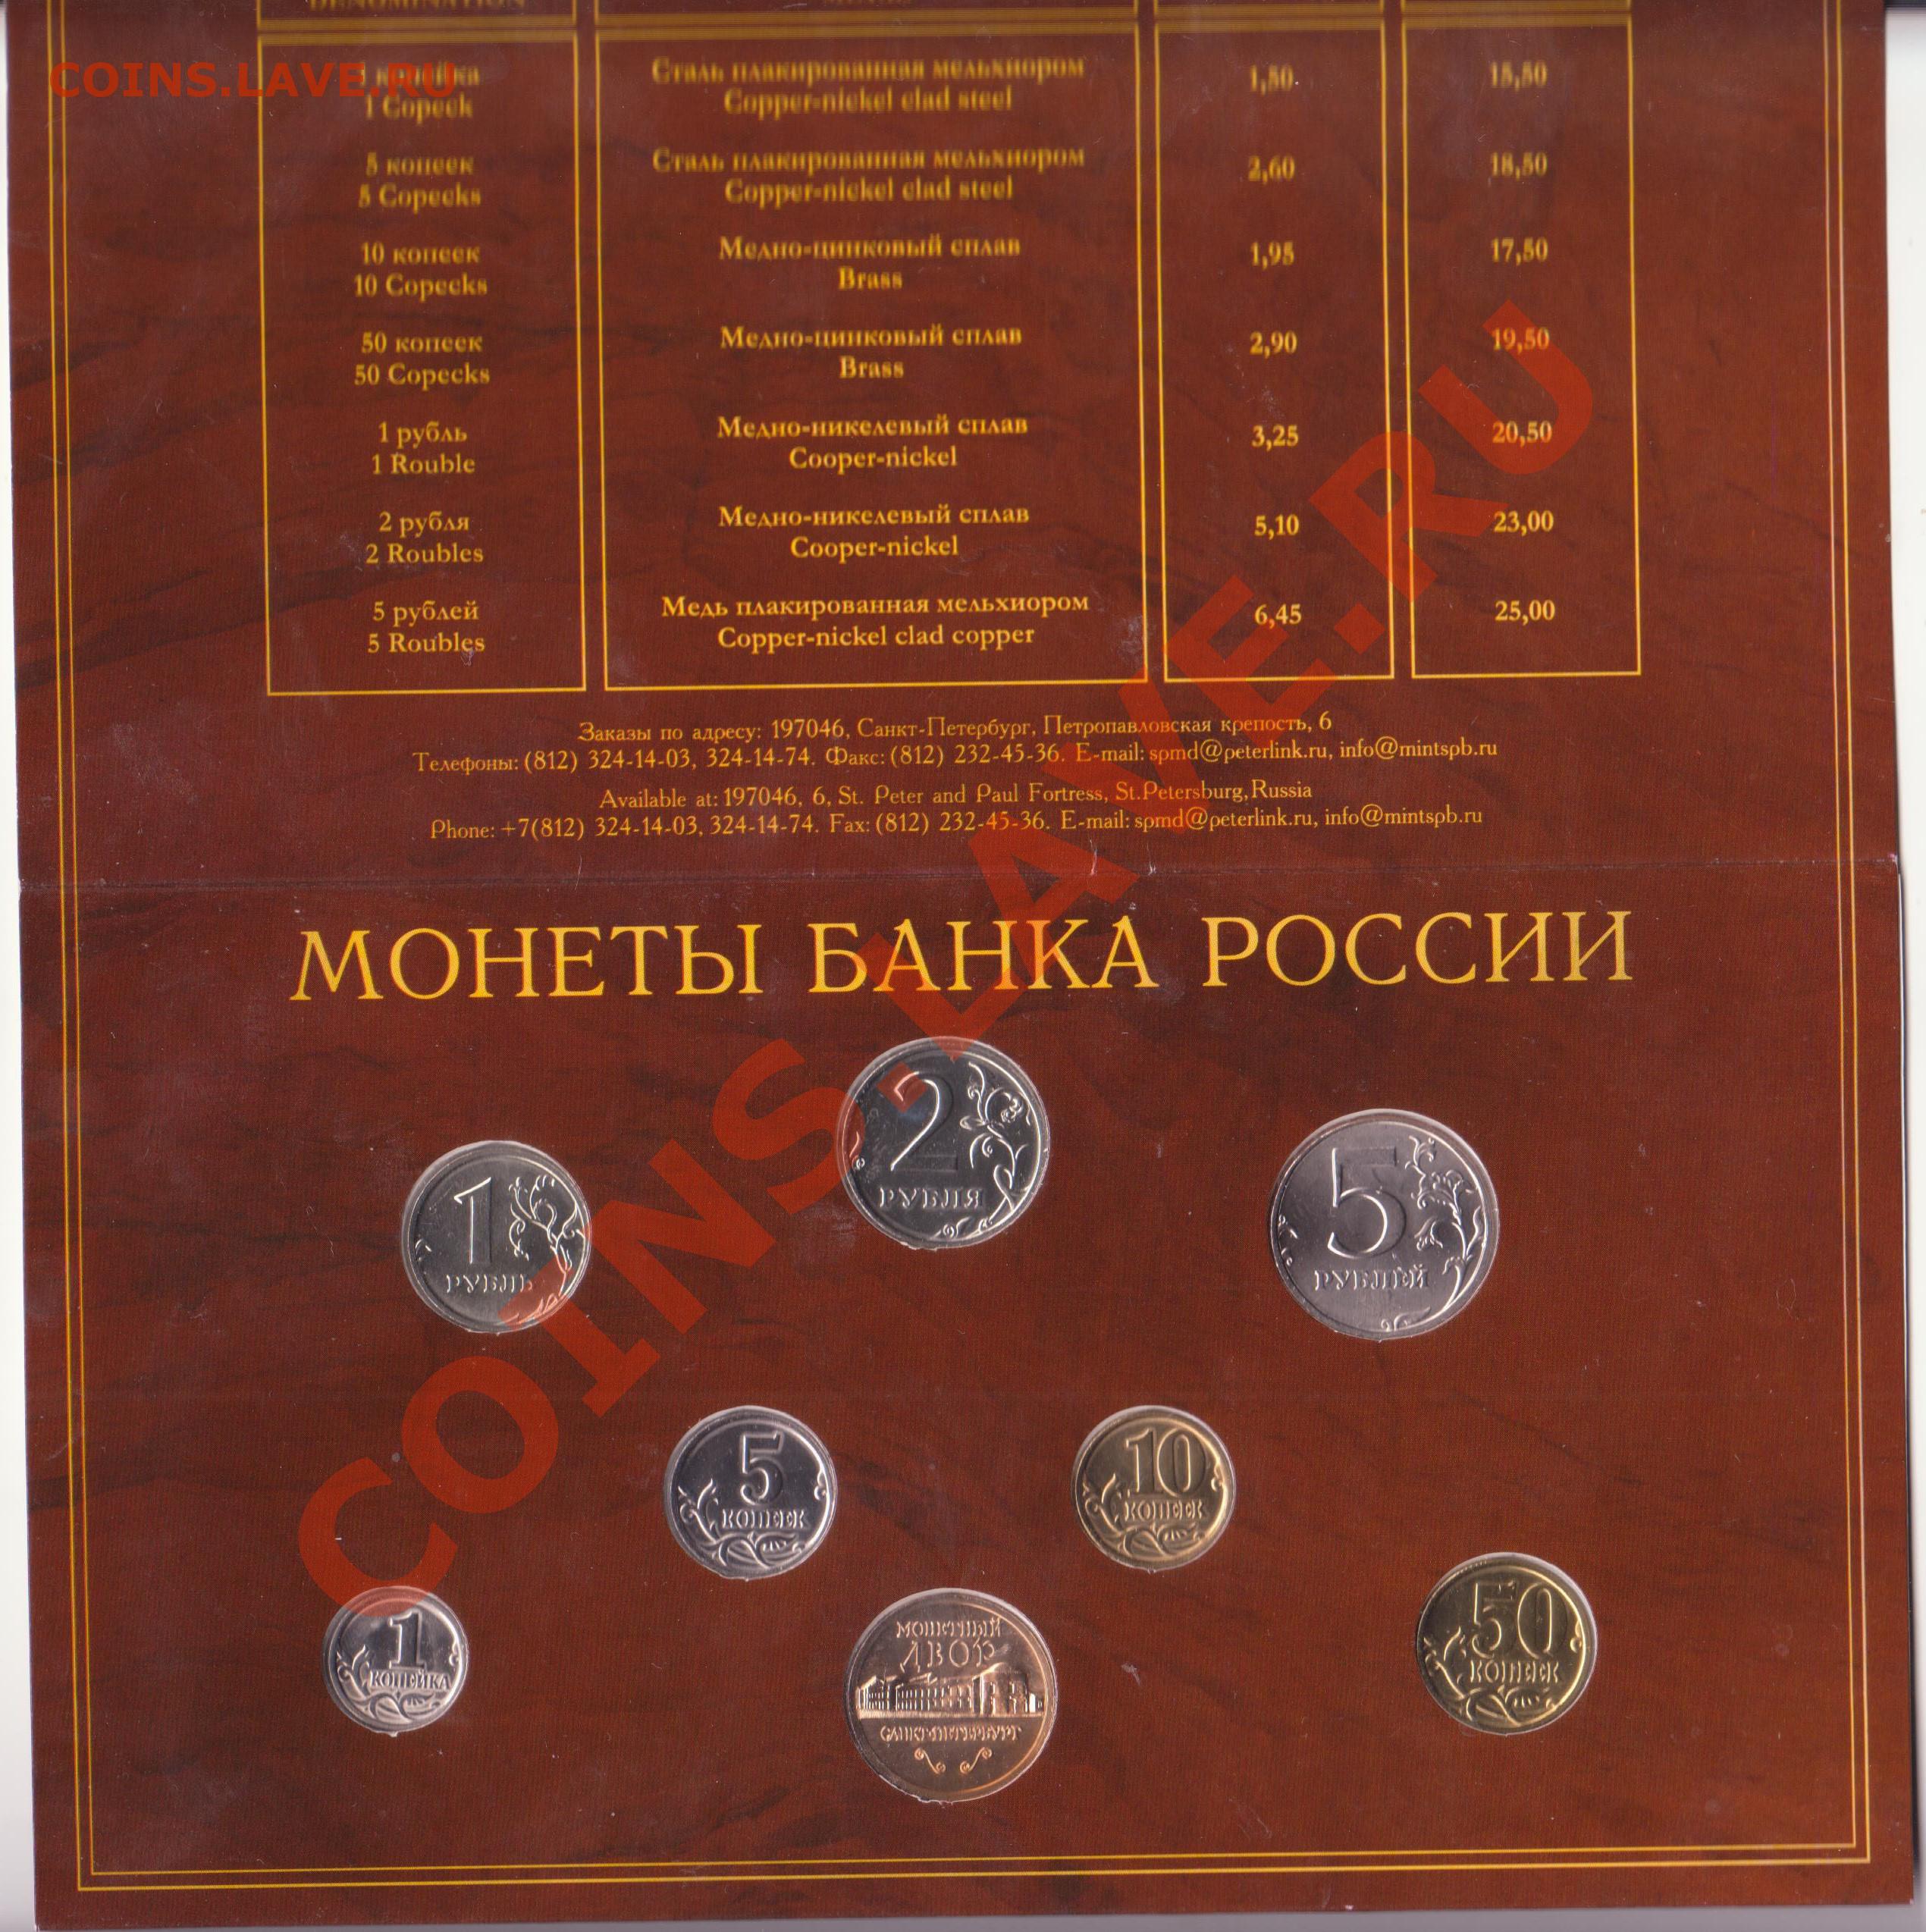 DENOMINATION
COINS.LAVE.RU
1 копейка Сталь плакированная мельхиором 1,50 15,50
1 Copeck Copper-nickel clad steel
5 копеек Сталь плакированная мельхиором 2,60 18,50
5 Copecks Copper-nickel clad steel
10 копеек Медно-цинковый сплав 1,95 17,50
10 Copecks Brass
50 копеек Медно-цинковый сплав 2,90 19,50
50 Copecks Brass
1 рубль Медно-никелевый сплав 3,25 20,50
1 Rouble Cooper-nickel
2 рубля Медно-никелевый сплав 5,10 23,00
2 Roubles Cooper-nickel
5 рублей Медь плакированная мельхиором 6,45 25,00
5 Roubles Copper-nickel clad copper
Заказы по адресу: 197046, Санкт-Петербург, Петропавловская крепость, 6
Телефоны: (812) 324-14-03, 324-14-74. Факс: (812) 232-45-36. E-mail: spmd@peterlink.ru, info@mintspb.ru
Available at: 197046, 6, St. Peter and Paul Fortress, St.Petersburg, Russia
Phone: +7(812) 324-14-03, 324-14-74. Fax: (812) 232-45-36. E-mail: spmd@peterlink.ru, info@mintspb.ru
МОНЕТЫ БАНКА РОССИИ
COINS.LAVE.RU
2
РУБЛЯ
1
РУБЛЬ
5
РУБЛЕЙ
5
КОПЕЕК
10
КОПЕЕК
1
КОПЕЙКА
МОНЕТНЫЙ
ДВОР
САНКТ-ПЕТЕРБУРГ
50
КОПЕЕК